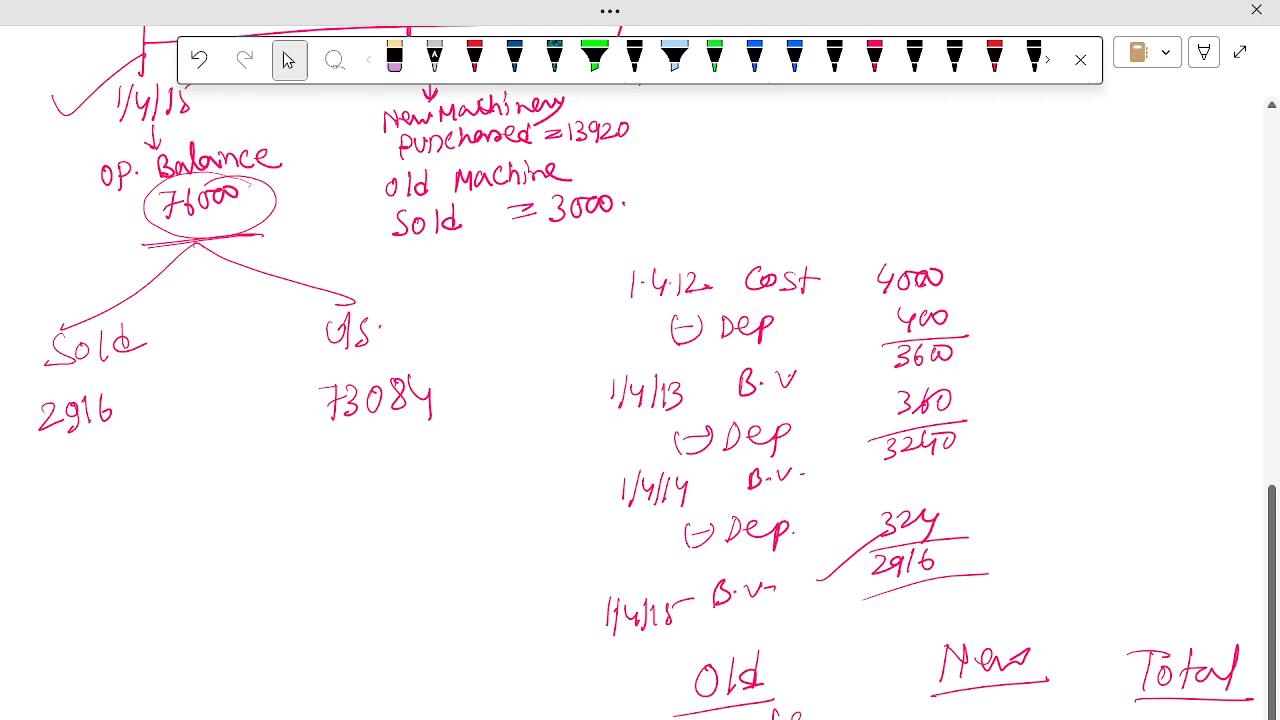 1/4/15
OP. Balance
76000
New Machinery
Purchased = 13920
Old Machine
Sold = 3000.
Sold
2916
U/S.
73084
1.4.12. Cost 4000
(-) Dep 400
3600
1/4/13 B.V
360
(-) Dep
3240
1/4/14 B.V.
(-) Dep. 324
2916
1/4/15 B.V.
Old New Total